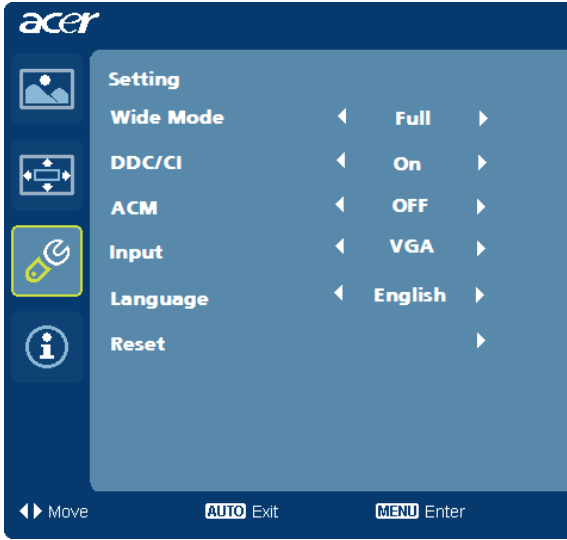 acer
Setting
Wide Mode Full
DDC/CI On
ACM OFF
Input VGA
Language English
Reset
Move AUTO Exit MENU Enter